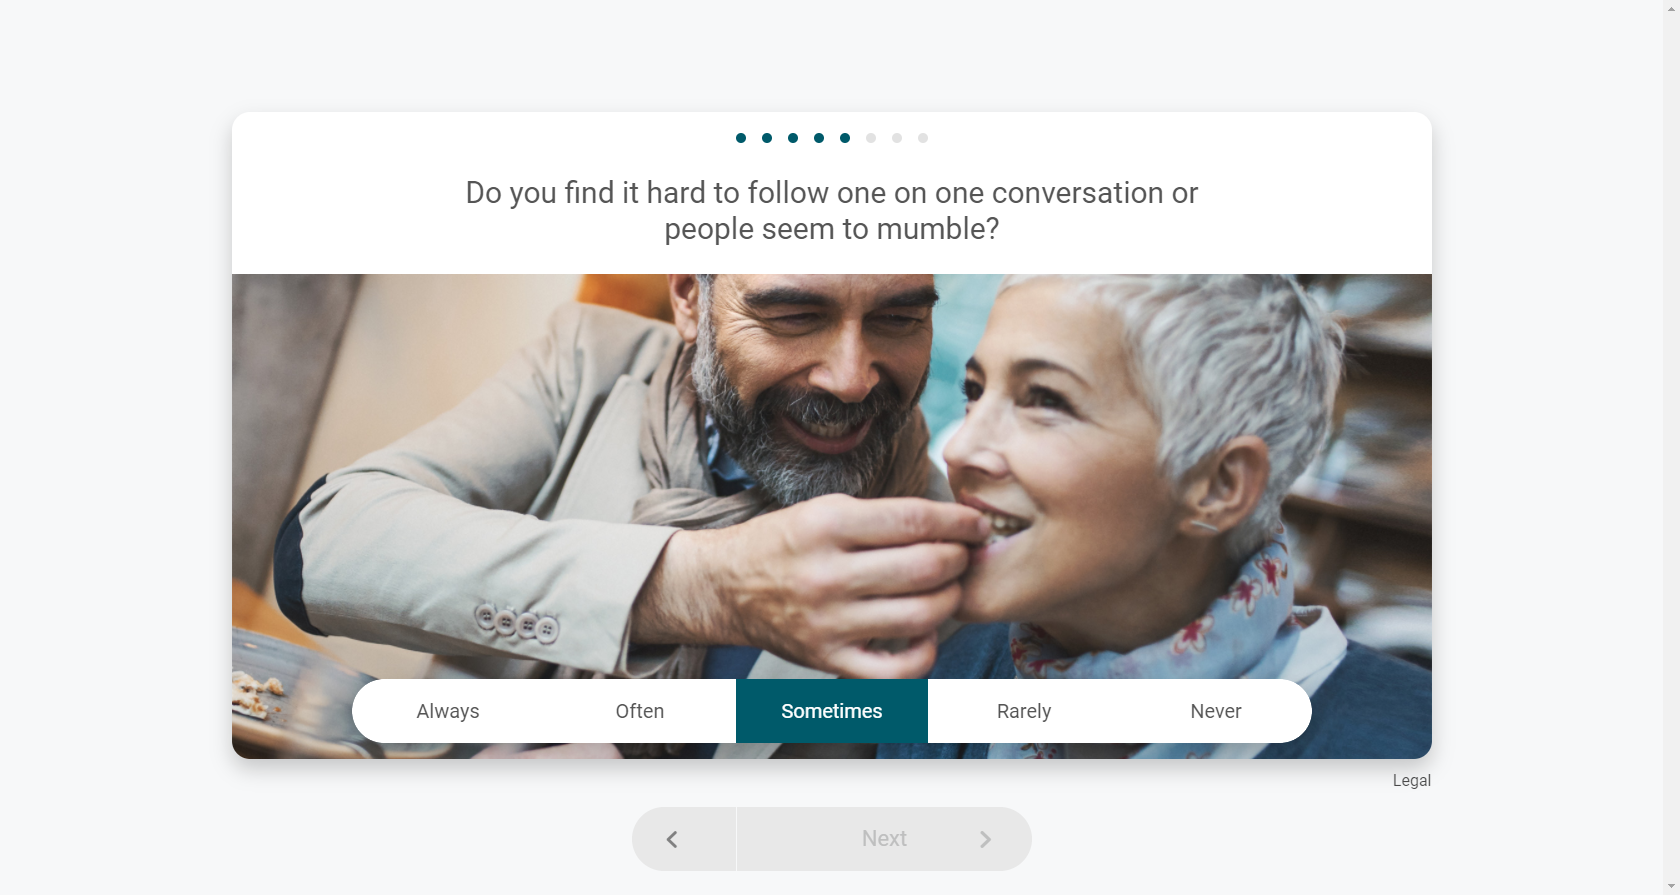 Do you find it hard to follow one on one conversation or
people seem to mumble?
Always Often Sometimes Rarely Never
Legal
Next